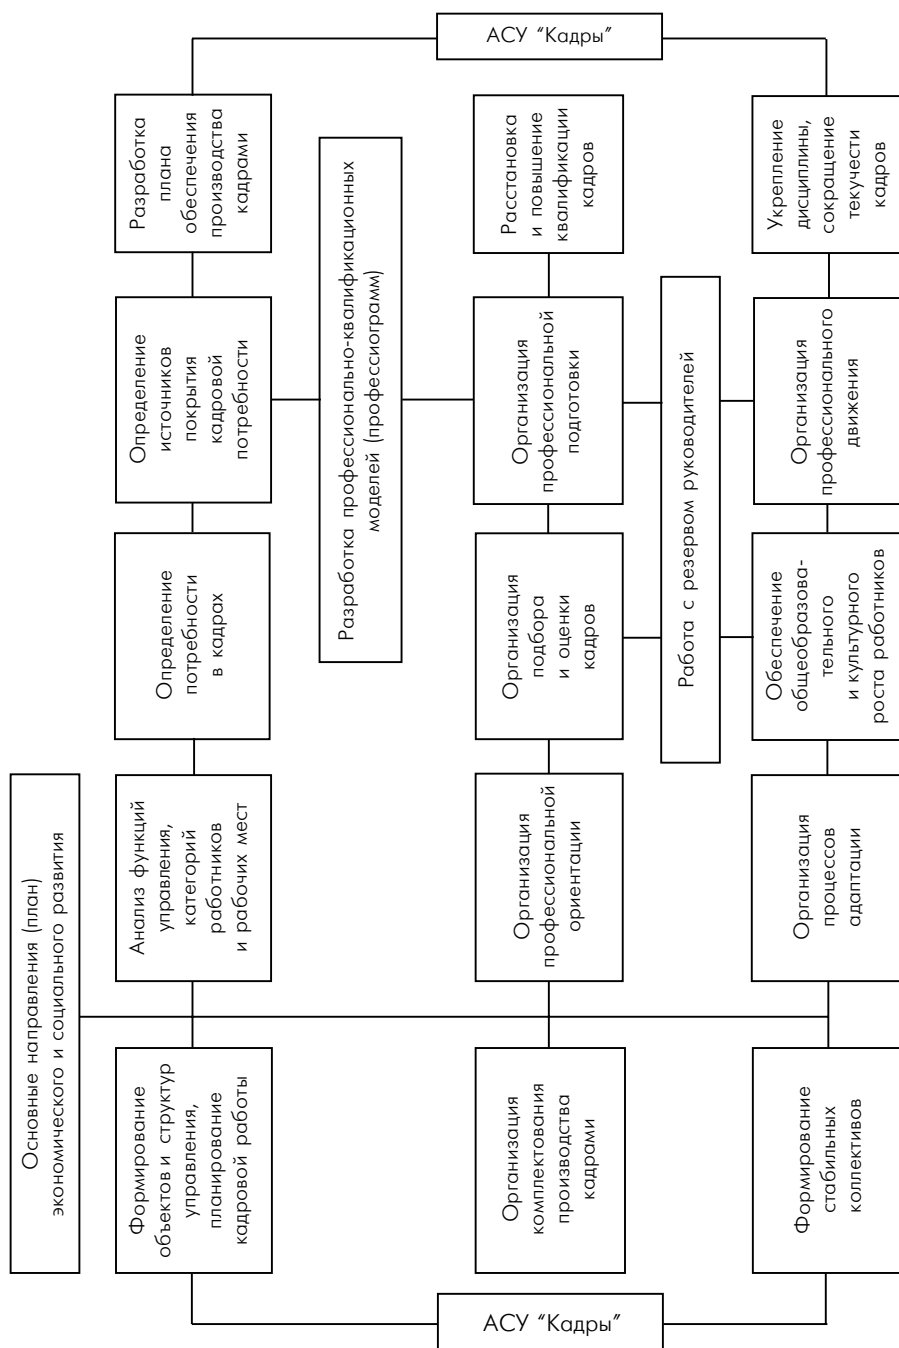 АСУ “Кадры”
Основные направления (план)
экономического и социального развития
Формирование
объектов и структур
управления,
планирование
кадровой работы
Анализ функций
управления,
категорий
работников
и рабочих мест
Определение
потребности
в кадрах
Определение
источников
покрытия
кадровой
потребности
Разработка
плана
обеспечения
производства
кадрами
Разработка профессионально-квалификационных
моделей (профессиограмм)
Организация
комплектования
производства
кадрами
Организация
профессиональной
ориентации
Организация
подбора
и оценки
кадров
Организация
профессиональной
подготовки
Расстановка
и повышение
квалификации
кадров
Работа с резервом руководителей
Формирование
стабильных
коллективов
Организация
процессов
адаптации
Обеспечение
общеобразова-
тельного
и культурного
роста работников
Организация
профессионального
движения
Укрепление
дисциплины,
сокращение
текучести
кадров
АСУ “Кадры”